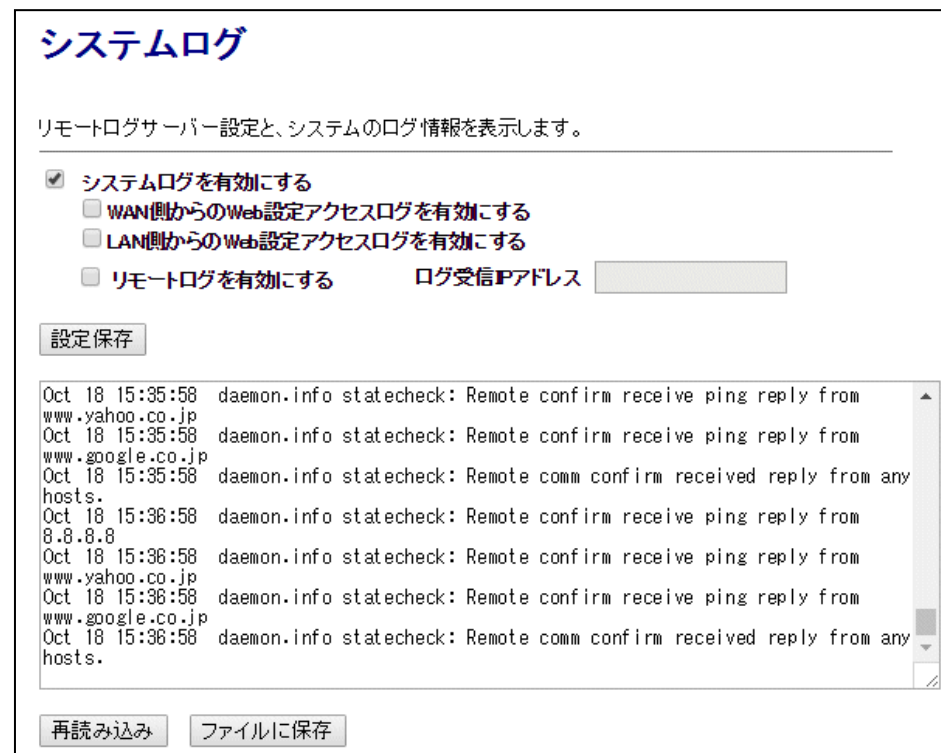 システムログ
リモートログサーバー設定と、システムのログ情報を表示します。
システムログを有効にする
WAN側からのWeb設定アクセスログを有効にする
LAN側からのWeb設定アクセスログを有効にする
リモートログを有効にする ログ受信IPアドレス
設定保存
Oct 18 15:35:58 daemon.info statecheck: Remote confirm receive ping reply from
www.yahoo.co.jp
Oct 18 15:35:58 daemon.info statecheck: Remote confirm receive ping reply from
www.google.co.jp
Oct 18 15:35:58 daemon.info statecheck: Remote comm confirm received reply from any
hosts.
Oct 18 15:36:58 daemon.info statecheck: Remote confirm receive ping reply from
8.8.8.8
Oct 18 15:36:58 daemon.info statecheck: Remote confirm receive ping reply from
www.yahoo.co.jp
Oct 18 15:36:58 daemon.info statecheck: Remote confirm receive ping reply from
www.google.co.jp
Oct 18 15:36:58 daemon.info statecheck: Remote comm confirm received reply from any
hosts.
再読み込み ファイルに保存